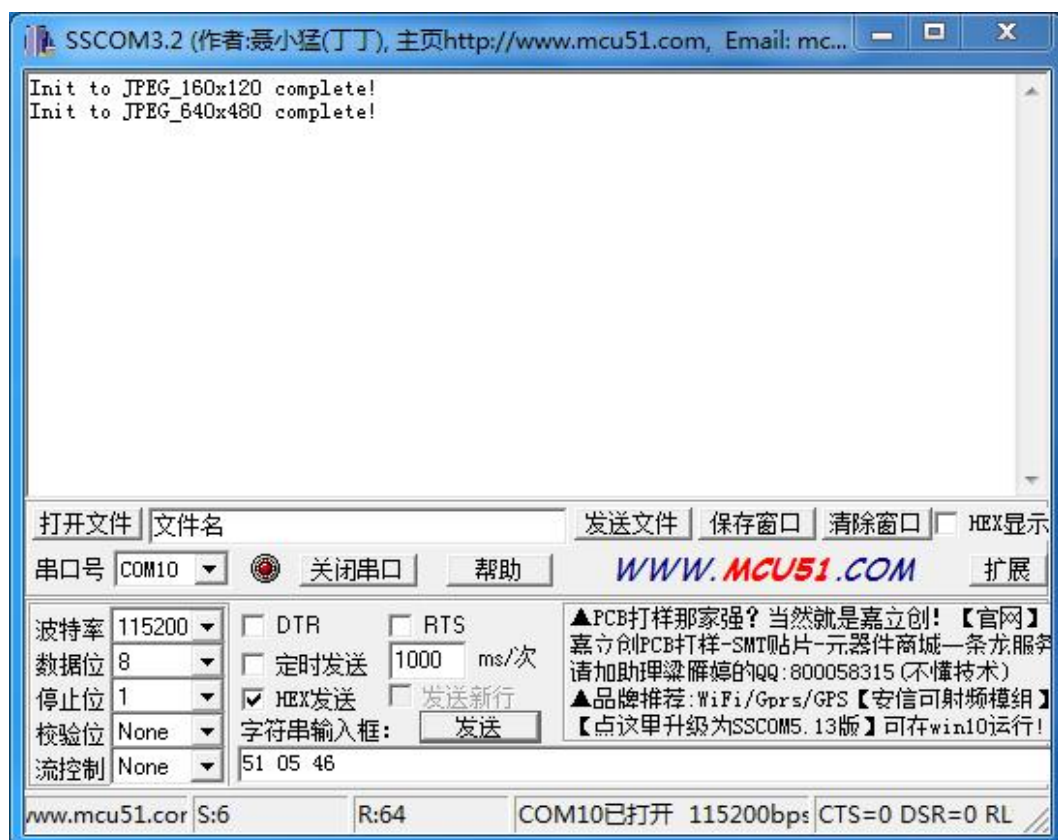 SSCOM3.2 (作者:聂小猛(丁丁), 主页http://www.mcu51.com, Email: mc...
Init to JPEG_160x120 complete!
Init to JPEG_640x480 complete!
打开文件 文件名 发送文件 保存窗口 清除窗口 HEX显示
串口号 COM10 关闭串口 帮助 WWW.MCU51.COM 扩展
波特率 115200 DTR RTS
数据位 8 定时发送 1000 ms/次
停止位 1 HEX发送 发送新行
校验位 None 字符串输入框: 发送
流控制 None 51 05 46
▲PCB打样那家强?当然就是嘉立创!【官网】
嘉立创PCB打样-SMT贴片-元器件商城—条龙服务
请加助理梁雁婷的QQ:800058315(不懂技术)
▲品牌推荐:WiFi/Gprs/GPS【安信可射频模组】
【点这里升级为SSCOM5.13版】可在win10运行!
www.mcu51.cor S:6 R:64 COM10已打开 115200bps CTS=0 DSR=0 RL